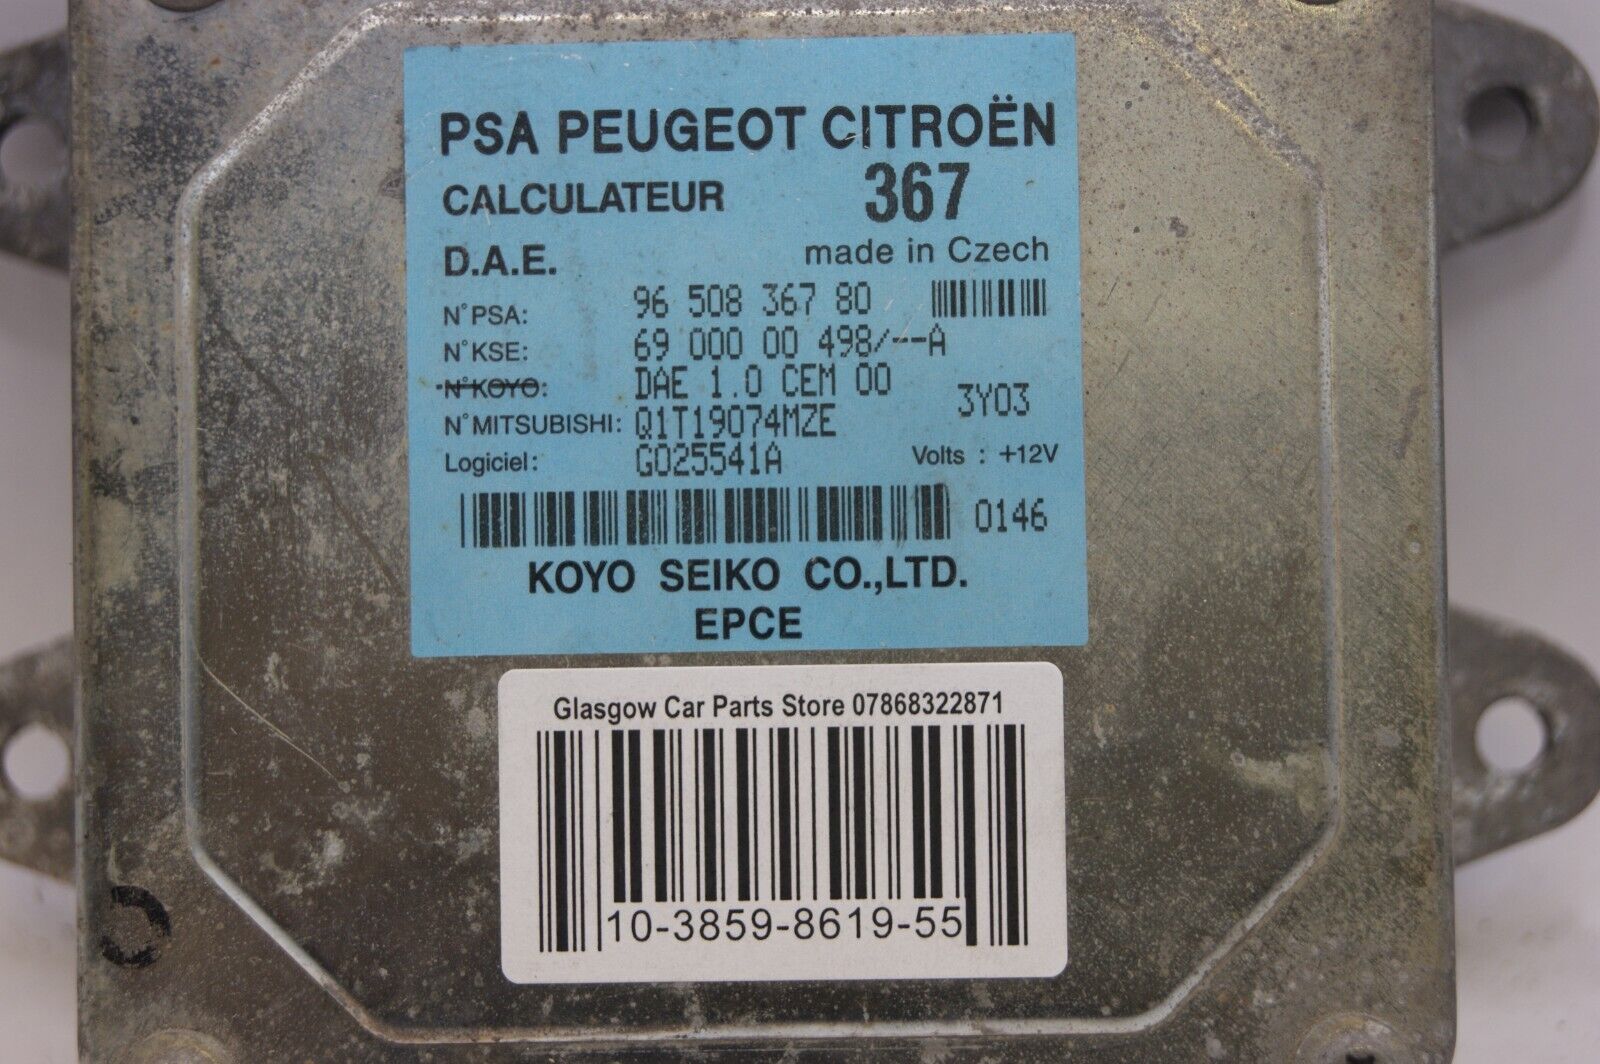 PSA PEUGEOT CITROËN
CALCULATEUR 367
D.A.E. made in Czech
N° PSA: 96 508 367 80
N° KSE: 69 000 00 498/--A
N° KOYO: DAE 1.0 CEM 00 3Y03
N° MITSUBISHI: Q1T19074MZE
Logiciel: G025541A Volts : +12V
0146
KOYO SEIKO CO.,LTD.
EPCE
Glasgow Car Parts Store 07868322871
10-3859-8619-55